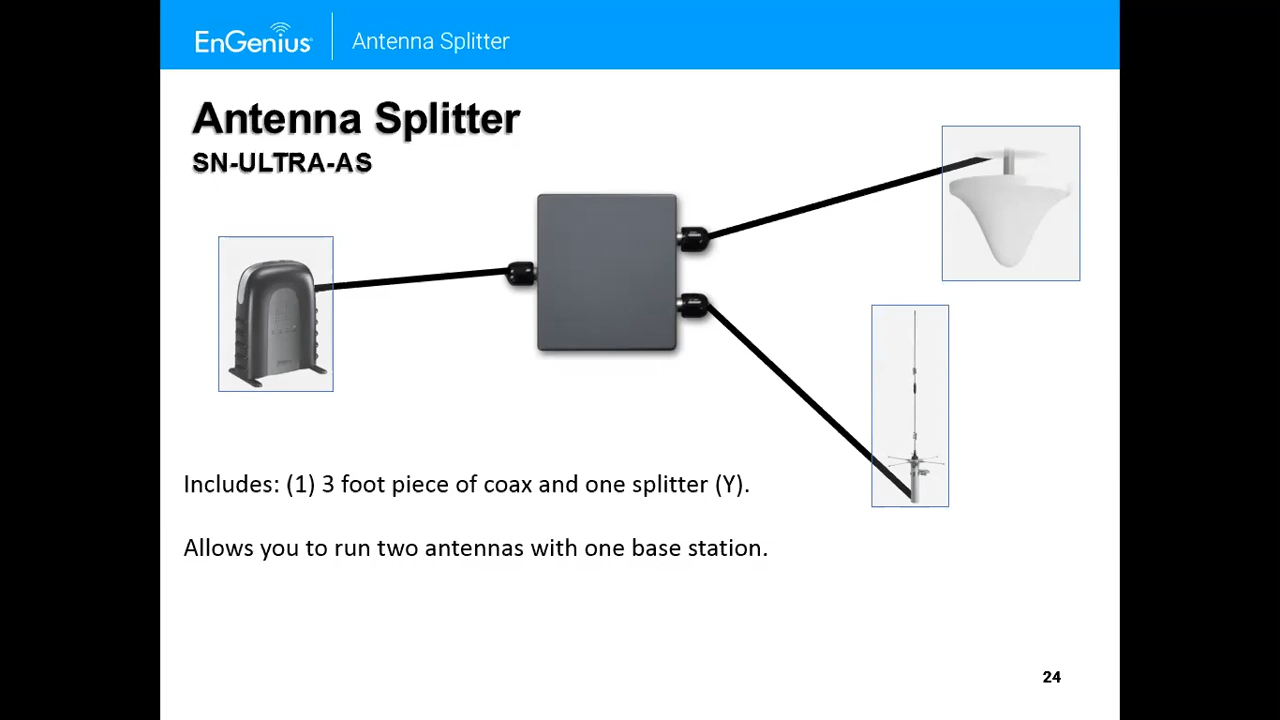 EnGenius
Antenna Splitter
Antenna Splitter
SN-ULTRA-AS
Includes: (1) 3 foot piece of coax and one splitter (Y).
Allows you to run two antennas with one base station.
24